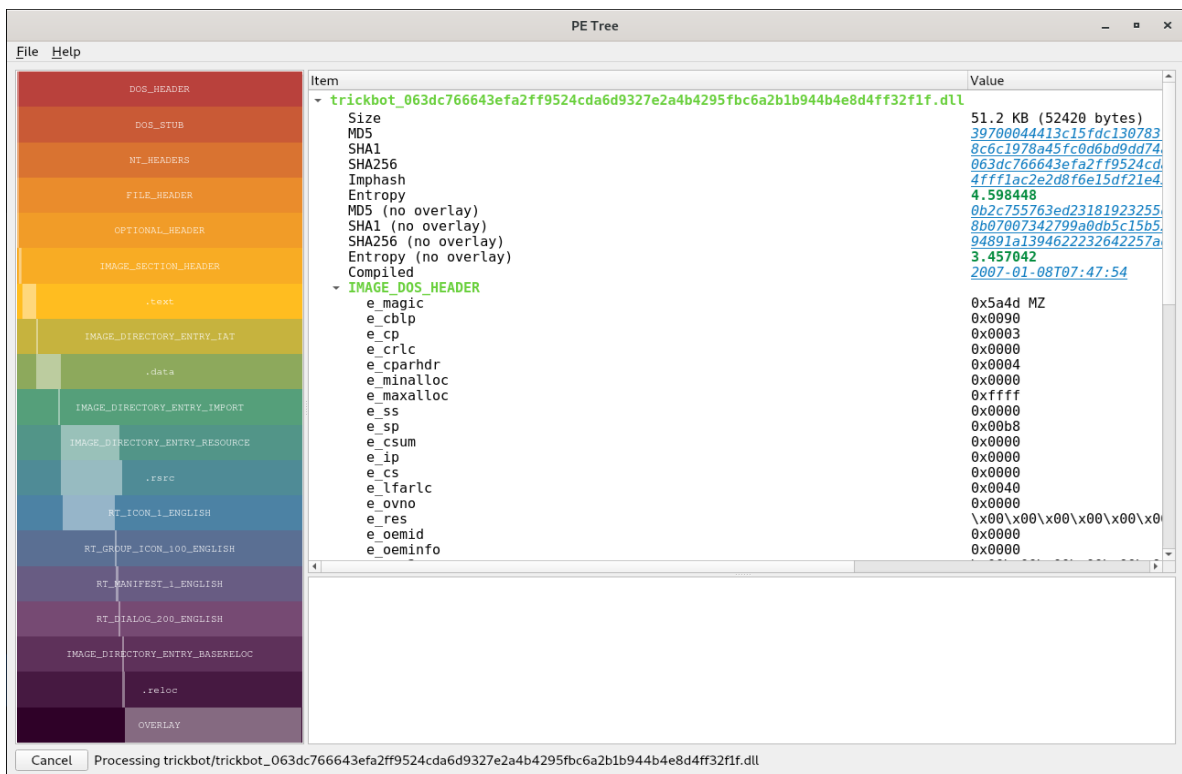 PE Tree
File Help
DOS_HEADER
DOS_STUB
NT_HEADERS
FILE_HEADER
OPTIONAL_HEADER
IMAGE_SECTION_HEADER
.text
IMAGE_DIRECTORY_ENTRY_IAT
.data
IMAGE_DIRECTORY_ENTRY_IMPORT
IMAGE_DIRECTORY_ENTRY_RESOURCE
.rsrc
RT_ICON_1_ENGLISH
RT_GROUP_ICON_100_ENGLISH
RT_MANIFEST_1_ENGLISH
RT_DIALOG_200_ENGLISH
IMAGE_DIRECTORY_ENTRY_BASERELOC
.reloc
OVERLAY
Item Value
trickbot_063dc766643efa2ff9524cda6d9327e2a4b4295fbc6a2b1b944b4e8d4ff32f1f.dll
Size 51.2 KB (52420 bytes)
MD5 39700044413c15fdc130783
SHA1 8c6c1978a45fc0d6bd9dd74
SHA256 063dc766643efa2ff9524cd
Imphash 4fff1ac2e2d8f6e15df21e4
Entropy 4.598448
MD5 (no overlay) 0b2c755763ed23181923255
SHA1 (no overlay) 8b07007342799a0db5c15b5
SHA256 (no overlay) 94891a1394622232642257a
Entropy (no overlay) 3.457042
Compiled 2007-01-08T07:47:54
IMAGE_DOS_HEADER
e_magic 0x5a4d MZ
e_cblp 0x0090
e_cp 0x0003
e_crlc 0x0000
e_cparhdr 0x0004
e_minalloc 0x0000
e_maxalloc 0xffff
e_ss 0x0000
e_sp 0x00b8
e_csum 0x0000
e_ip 0x0000
e_cs 0x0000
e_lfarlc 0x0040
e_ovno 0x0000
e_res \x00\x00\x00\x00\x00\x0
e_oemid 0x0000
e_oeminfo 0x0000
Cancel Processing trickbot/trickbot_063dc766643efa2ff9524cda6d9327e2a4b4295fbc6a2b1b944b4e8d4ff32f1f.dll